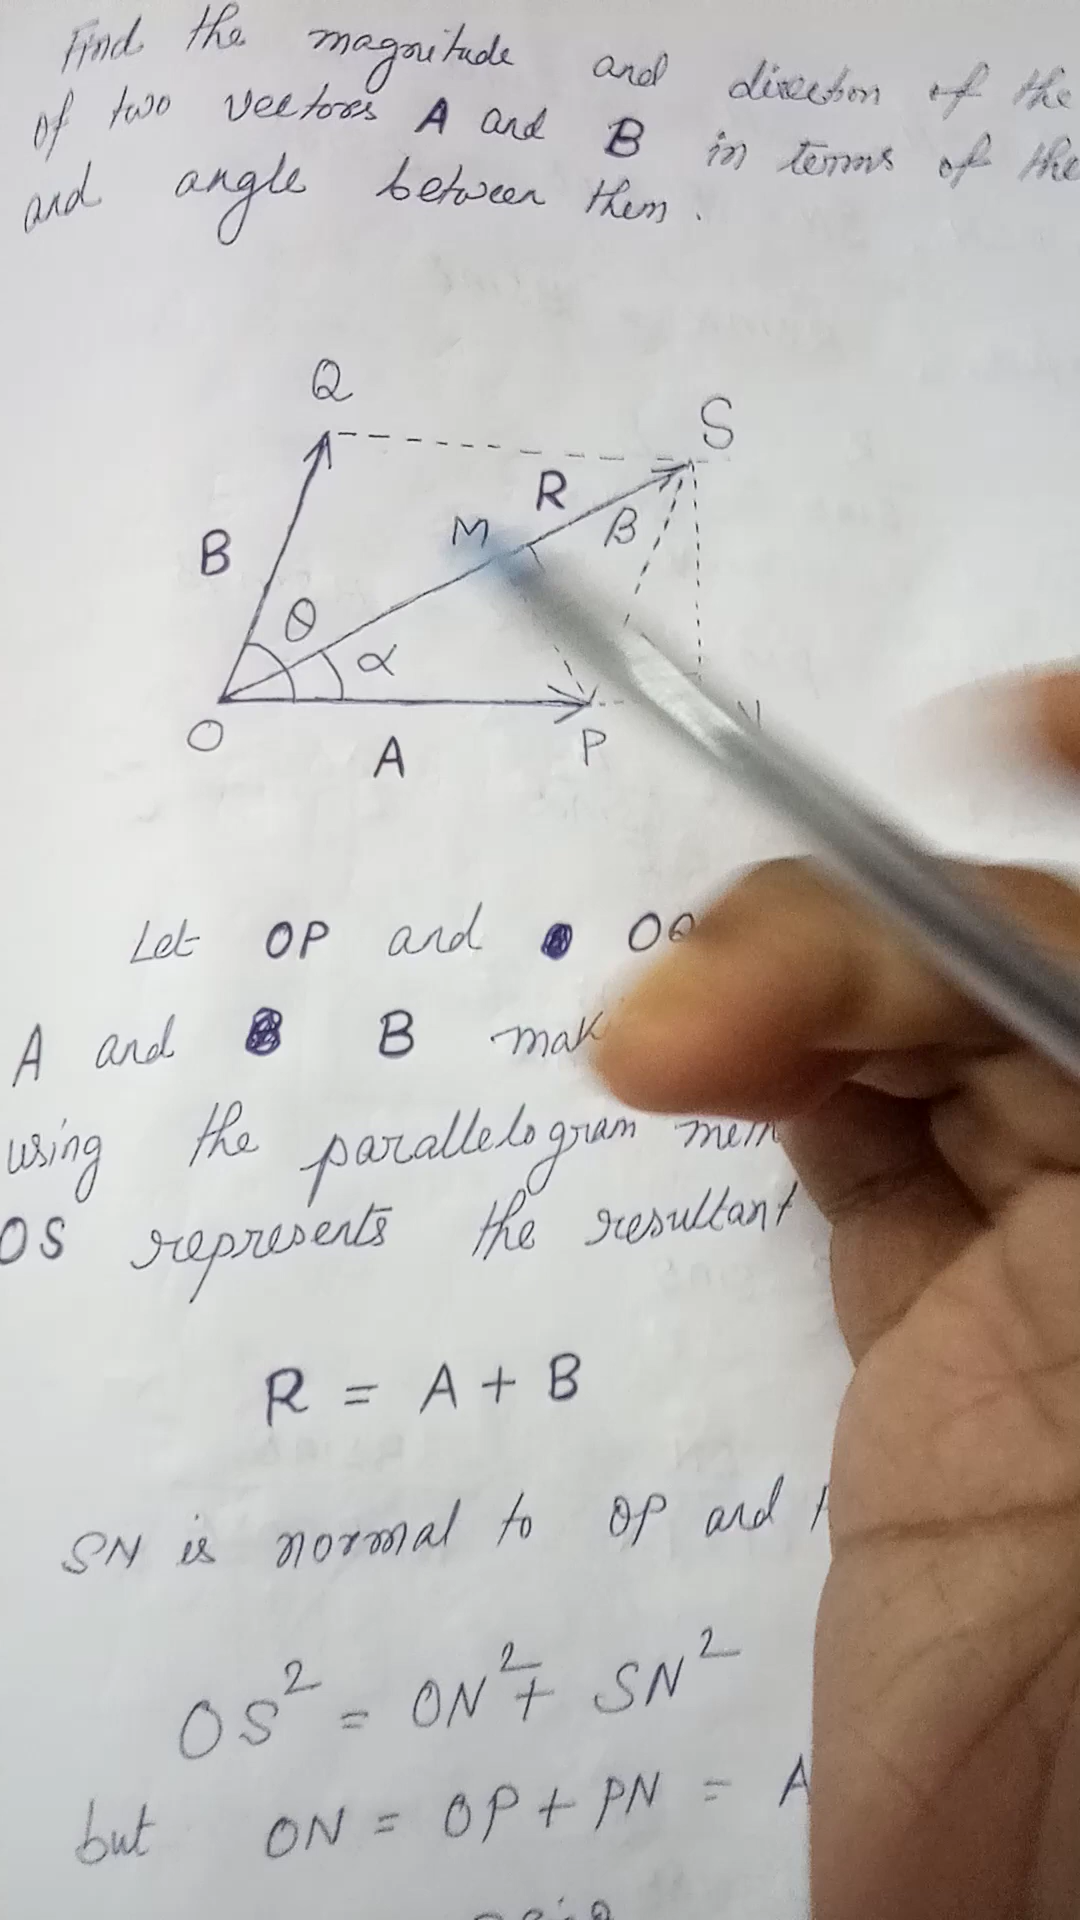 Find the magnitude and direction of the
of two vectors A and B in terms of the
and angle between them.
Q
S
R
M
B
β
θ
α
O
P
A
Let OP and OQ
A and B
using the parallelogram
OS represents the resultant
R = A + B
SN is normal to OP and
OS² = ON² + SN²
but ON = OP + PN = A